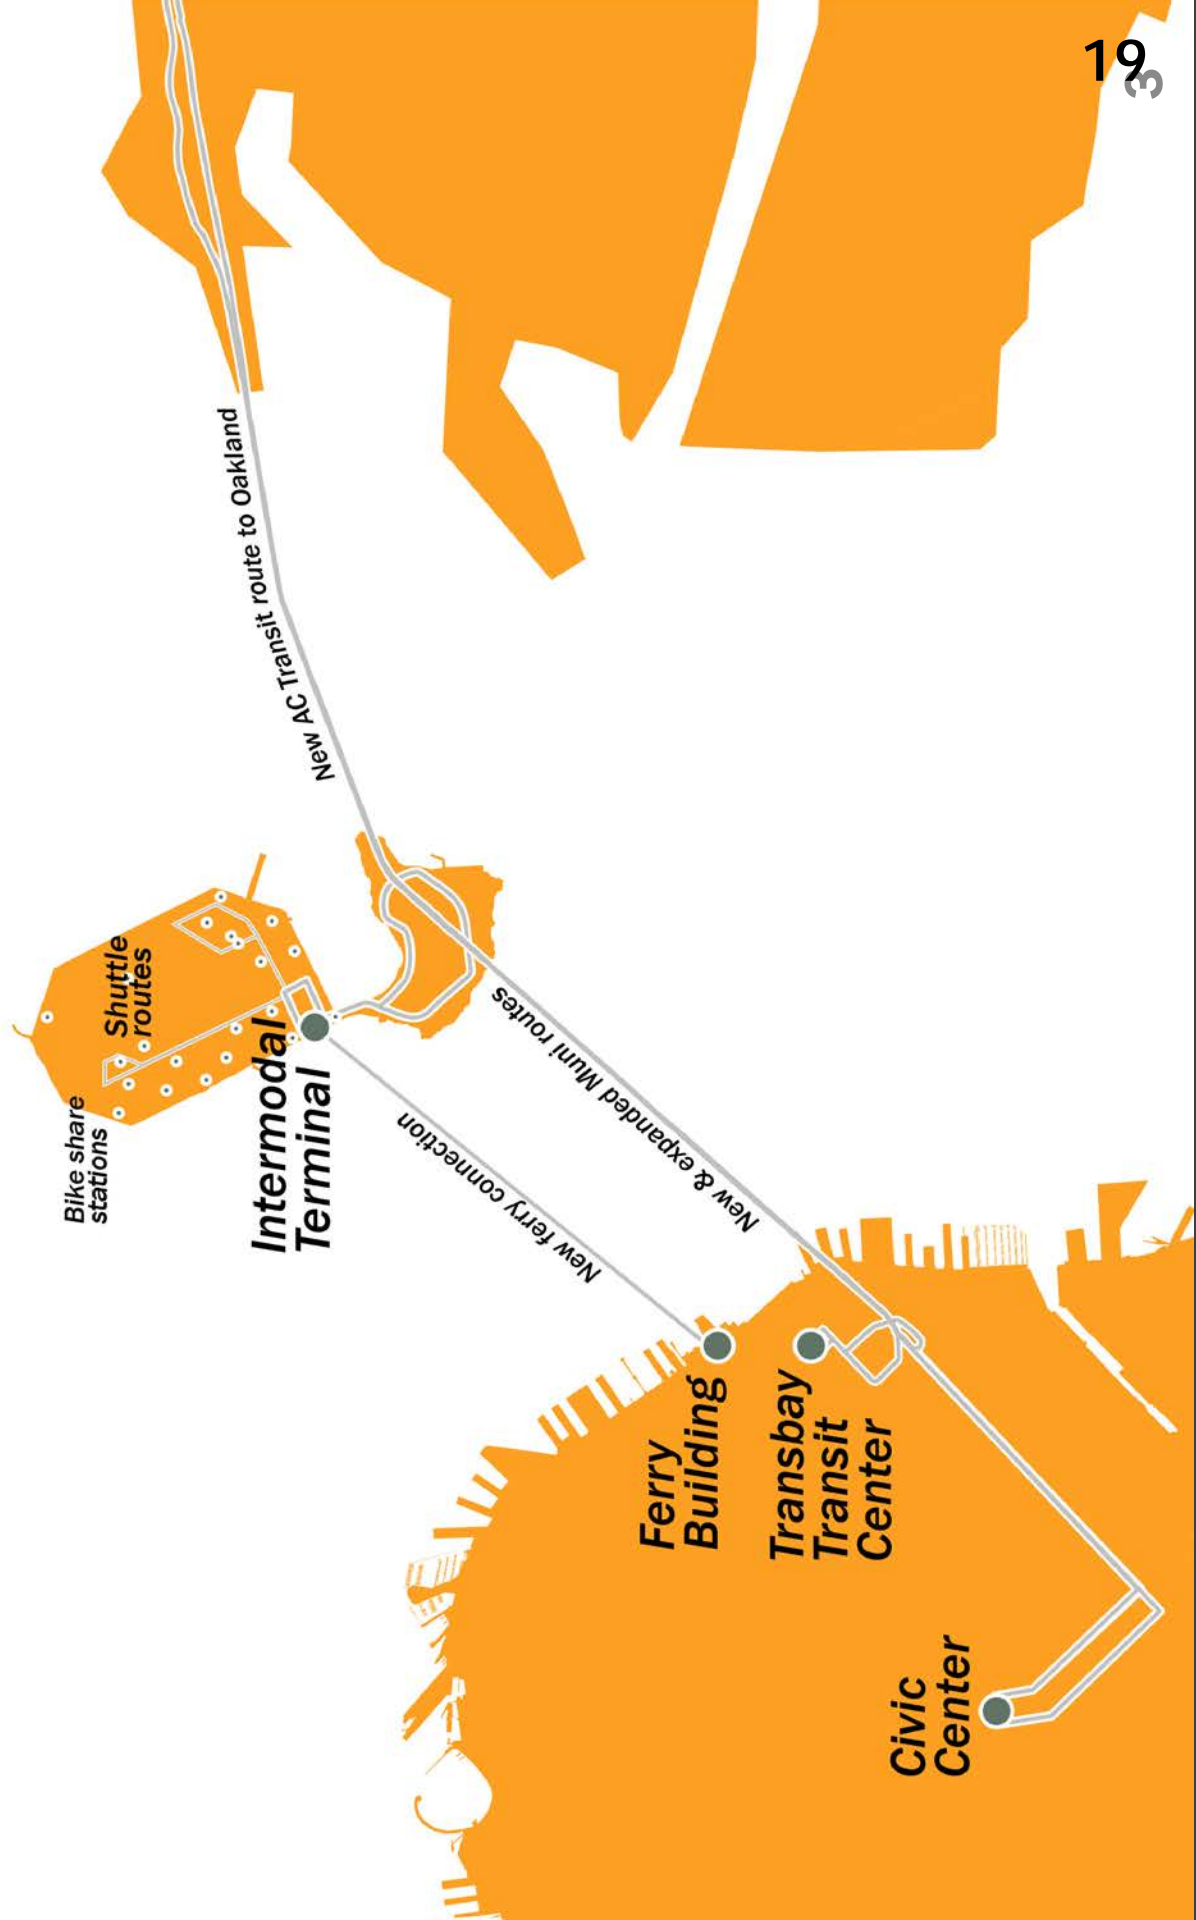 19
3
Bike share
stations
Shuttle
routes
Intermodal
Terminal
New AC Transit route to Oakland
New ferry connection
New & expanded Muni routes
Ferry
Building
Transbay
Transit
Center
Civic
Center